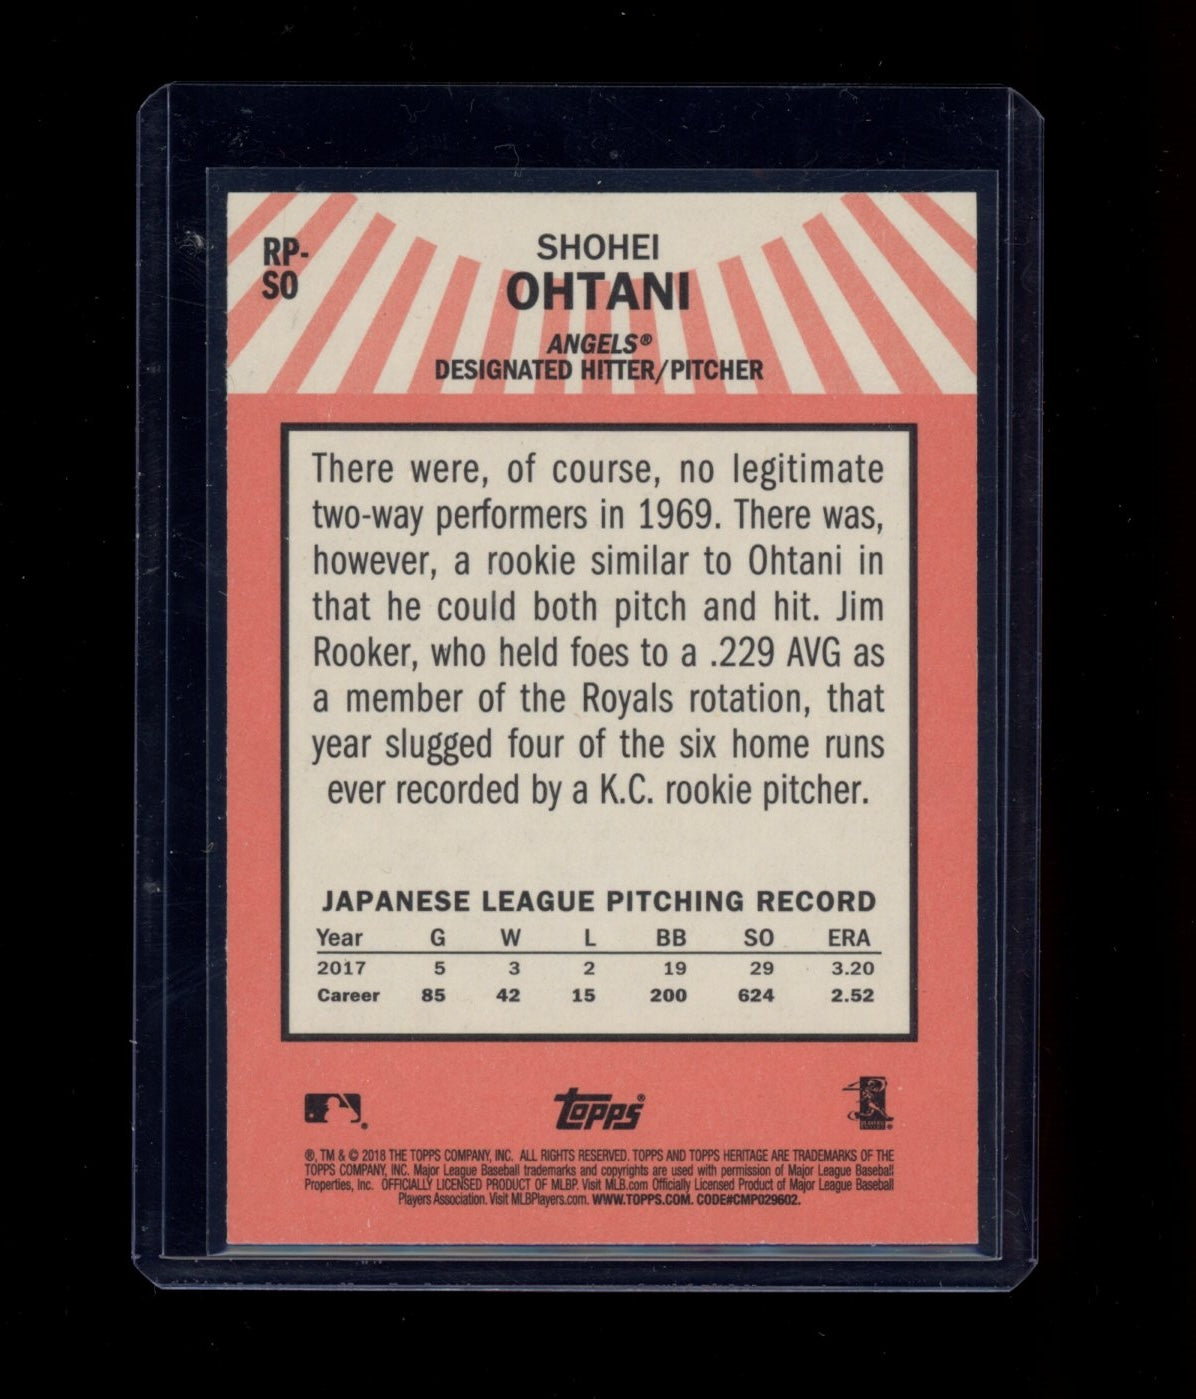 RP-
SO
SHOHEI
OHTANI
ANGELS®
DESIGNATED HITTER/PITCHER
There were, of course, no legitimate
two-way performers in 1969. There was,
however, a rookie similar to Ohtani in
that he could both pitch and hit. Jim
Rooker, who held foes to a .229 AVG as
a member of the Royals rotation, that
year slugged four of the six home runs
ever recorded by a K.C. rookie pitcher.
JAPANESE LEAGUE PITCHING RECORD
Year G W L BB SO ERA
2017 5 3 2 19 29 3.20
Career 85 42 15 200 624 2.52
Topps®
®, TM & © 2018 THE TOPPS COMPANY, INC. ALL RIGHTS RESERVED. TOPPS AND TOPPS HERITAGE ARE TRADEMARKS OF THE
TOPPS COMPANY, INC. Major League Baseball trademarks and copyrights are used with permission of Major League Baseball
Properties, Inc. OFFICIALLY LICENSED PRODUCT OF MLBP. Visit MLB.com Officially Licensed Product of Major League Baseball
Players Association. Visit MLBPlayers.com. WWW.TOPPS.COM. CODE#CMP029602.